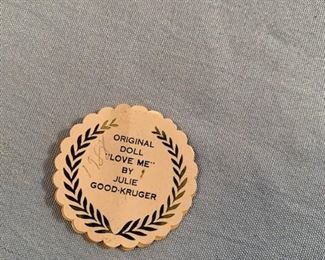 ORIGINAL
DOLL
"LOVE ME"
BY
JULIE
GOOD-KRUGER